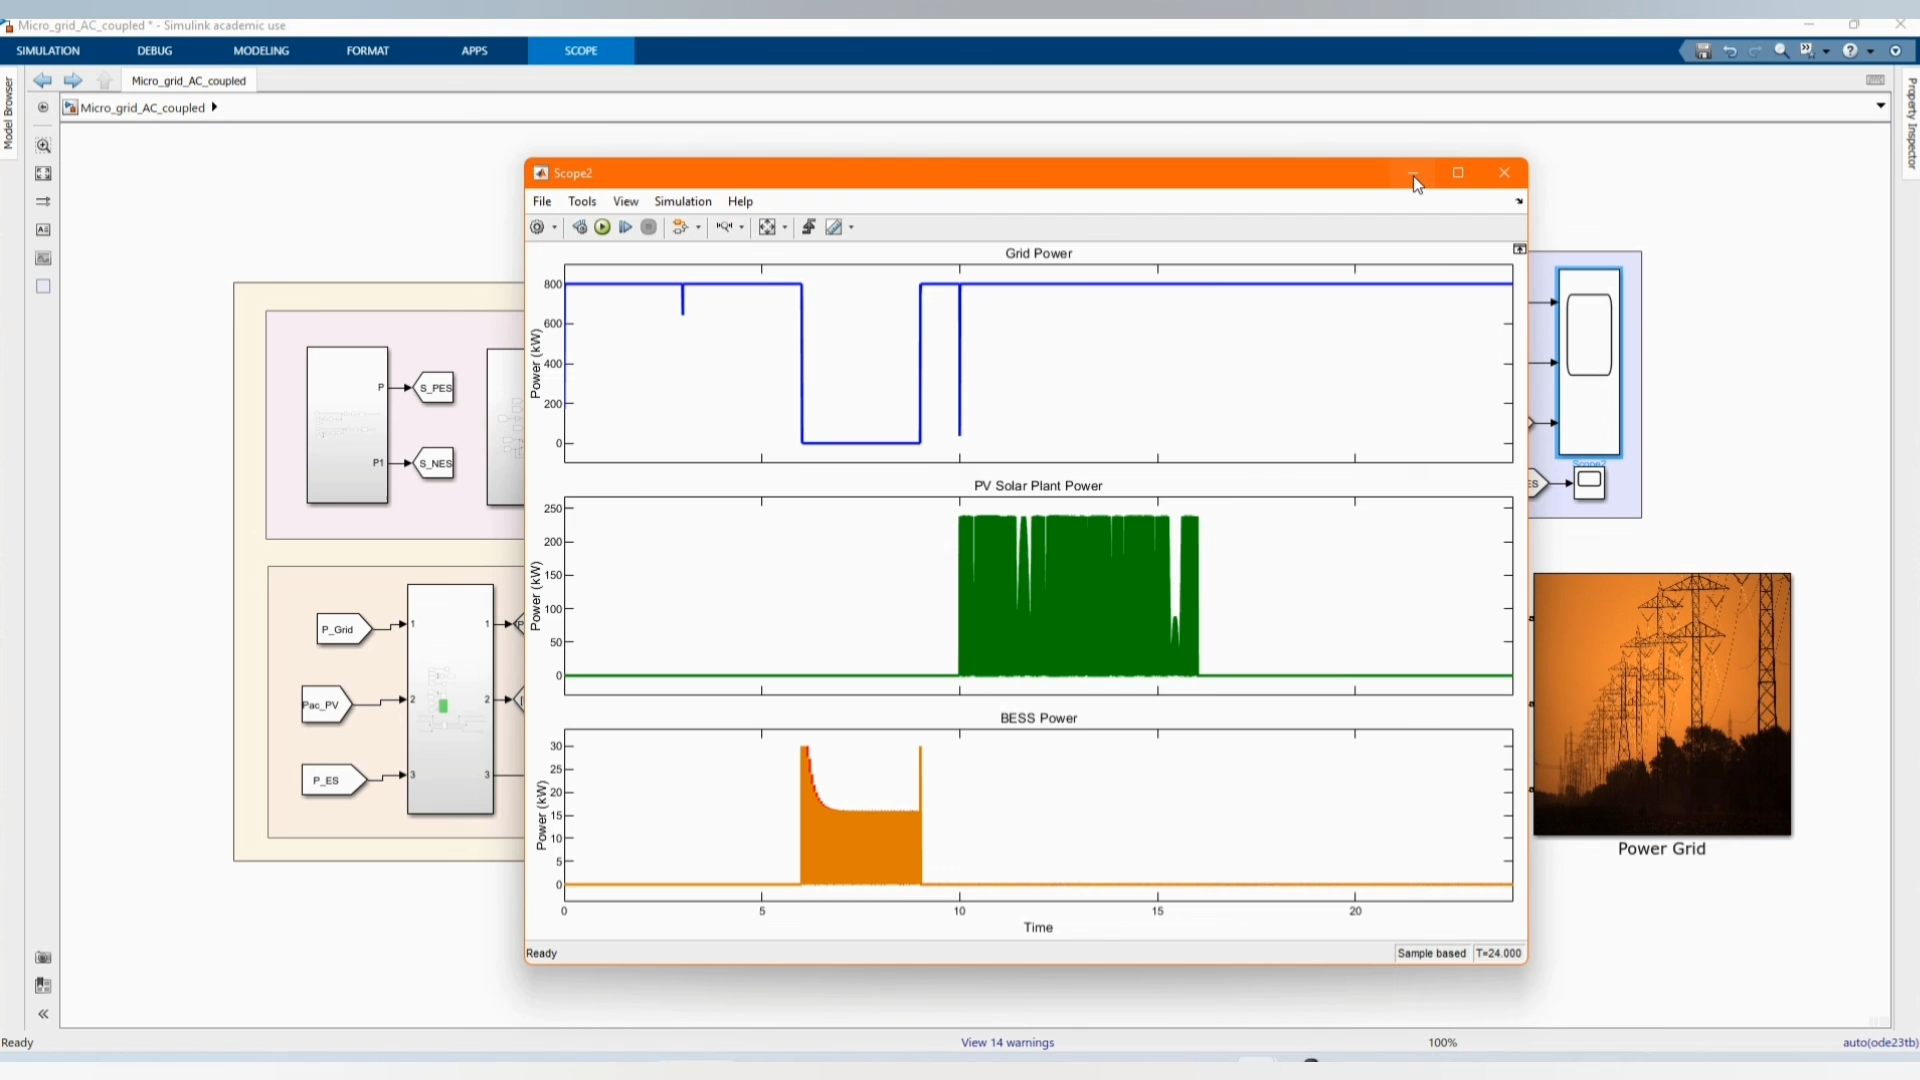 Micro_grid_AC_coupled * - Simulink academic use
SIMULATION DEBUG MODELING FORMAT APPS SCOPE
Micro_grid_AC_coupled
Micro_grid_AC_coupled
Model Browser
Property Inspector
Scope2
File Tools View Simulation Help
Grid Power
800
600
400
200
0
Power (kW)
PV Solar Plant Power
250
200
150
100
50
0
Power (kW)
BESS Power
30
25
20
15
10
5
0
Power (kW)
0 5 10 15 20
Time
Ready
Sample based T=24.000
P S_PES
P1 S_NES
P_Grid 1 1
Pac_PV 2 2
P_ES 3 3
Scope2
ES
Power Grid
Ready
View 14 warnings
100%
auto(ode23tb)